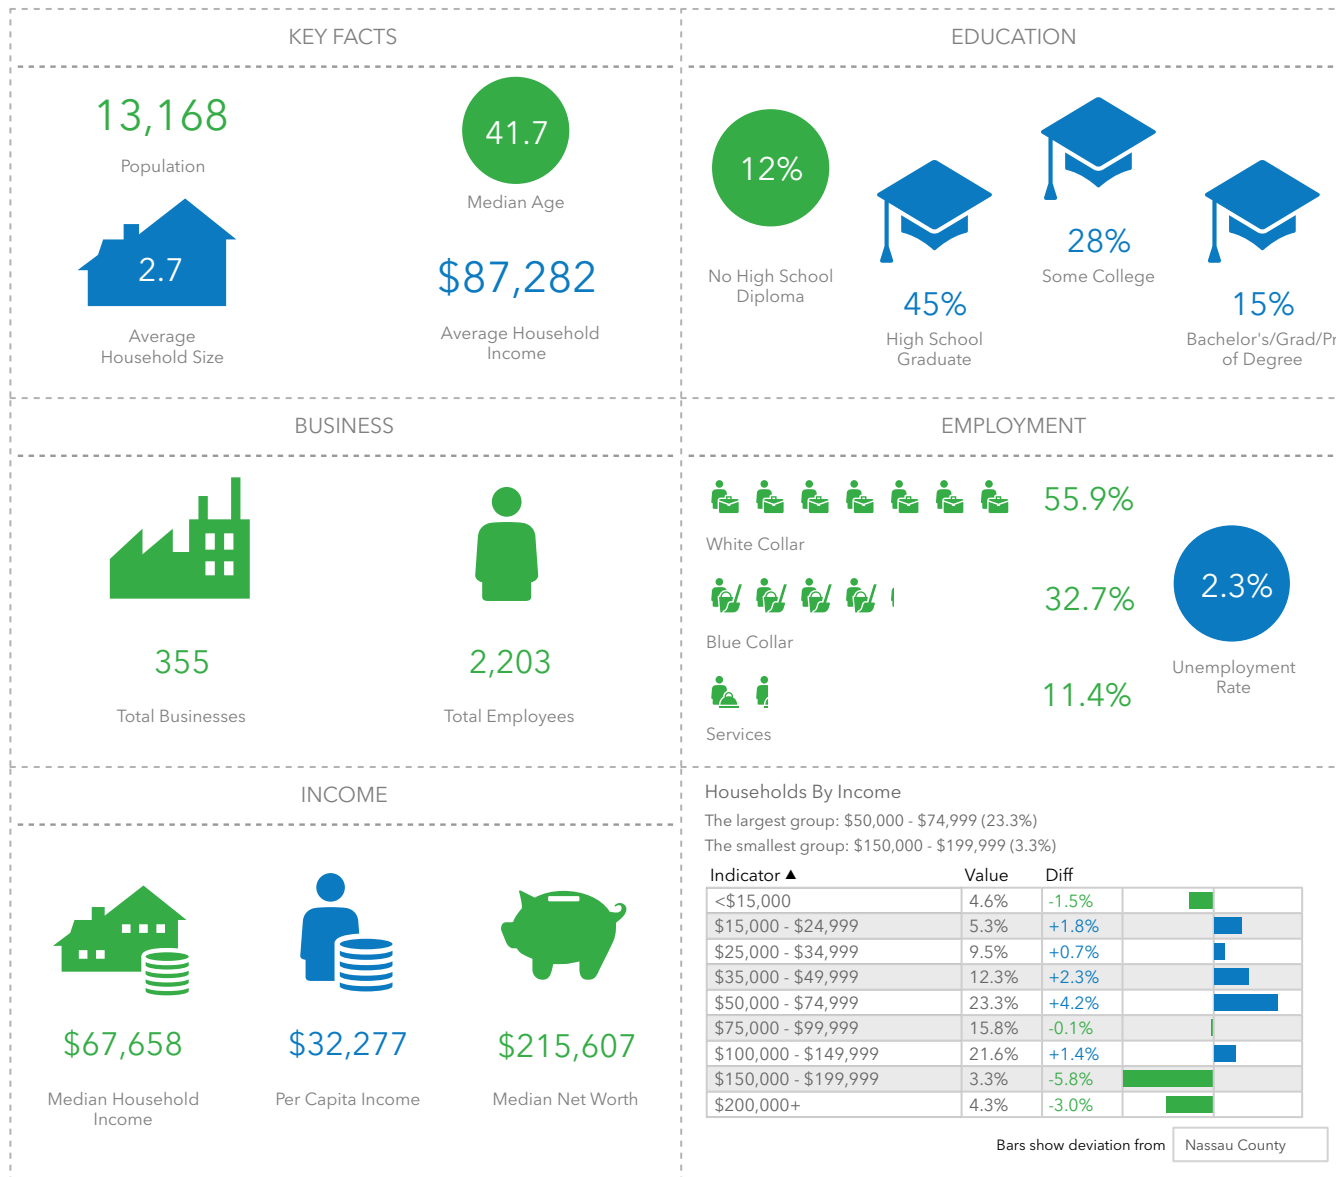 KEY FACTS
13,168
Population
41.7
Median Age
2.7
Average
Household Size
$87,282
Average Household
Income
EDUCATION
12%
No High School
Diploma
45%
High School
Graduate
28%
Some College
15%
Bachelor's/Grad/Pr
of Degree
BUSINESS
355
Total Businesses
2,203
Total Employees
EMPLOYMENT
55.9%
White Collar
32.7%
Blue Collar
11.4%
Services
2.3%
Unemployment
Rate
INCOME
$67,658
Median Household
Income
$32,277
Per Capita Income
$215,607
Median Net Worth
Households By Income
The largest group: $50,000 - $74,999 (23.3%)
The smallest group: $150,000 - $199,999 (3.3%)
Indicator ▲ Value Diff
<$15,000 4.6% -1.5%
$15,000 - $24,999 5.3% +1.8%
$25,000 - $34,999 9.5% +0.7%
$35,000 - $49,999 12.3% +2.3%
$50,000 - $74,999 23.3% +4.2%
$75,000 - $99,999 15.8% -0.1%
$100,000 - $149,999 21.6% +1.4%
$150,000 - $199,999 3.3% -5.8%
$200,000+ 4.3% -3.0%
Bars show deviation from Nassau County